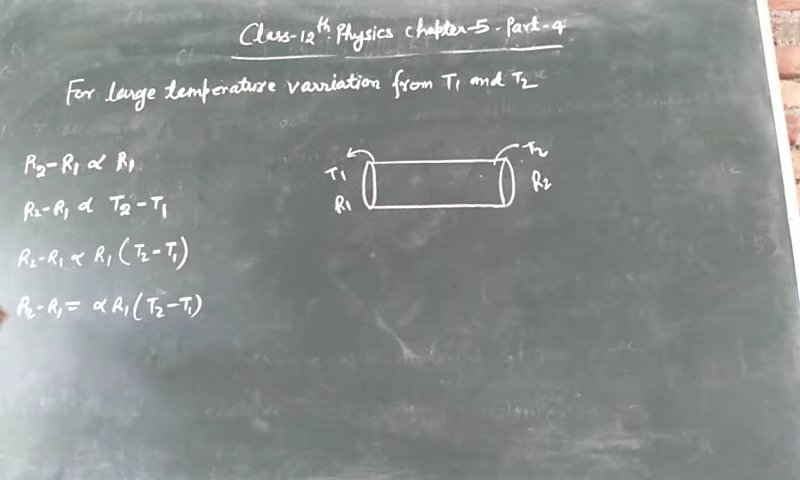 Class-12th Physics chapter-5-Part-4
For large temperature varriation from T1 and T2
R2-R1 ∝ R1
R2-R1 ∝ T2-T1
R2-R1 ∝ R1(T2-T1)
R2-R1= ∝ R1(T2-T1)
T1
T2
R1
R2